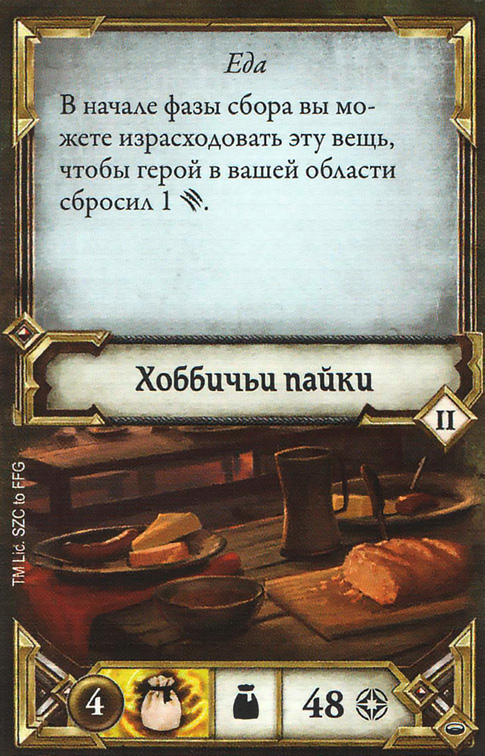 Еда
В начале фазы сбора вы мо-
жете израсходовать эту вещь,
чтобы герой в вашей области
сбросил 1 .
Хоббичьи пайки
II
TM Lic. SZC to FFG
4
48